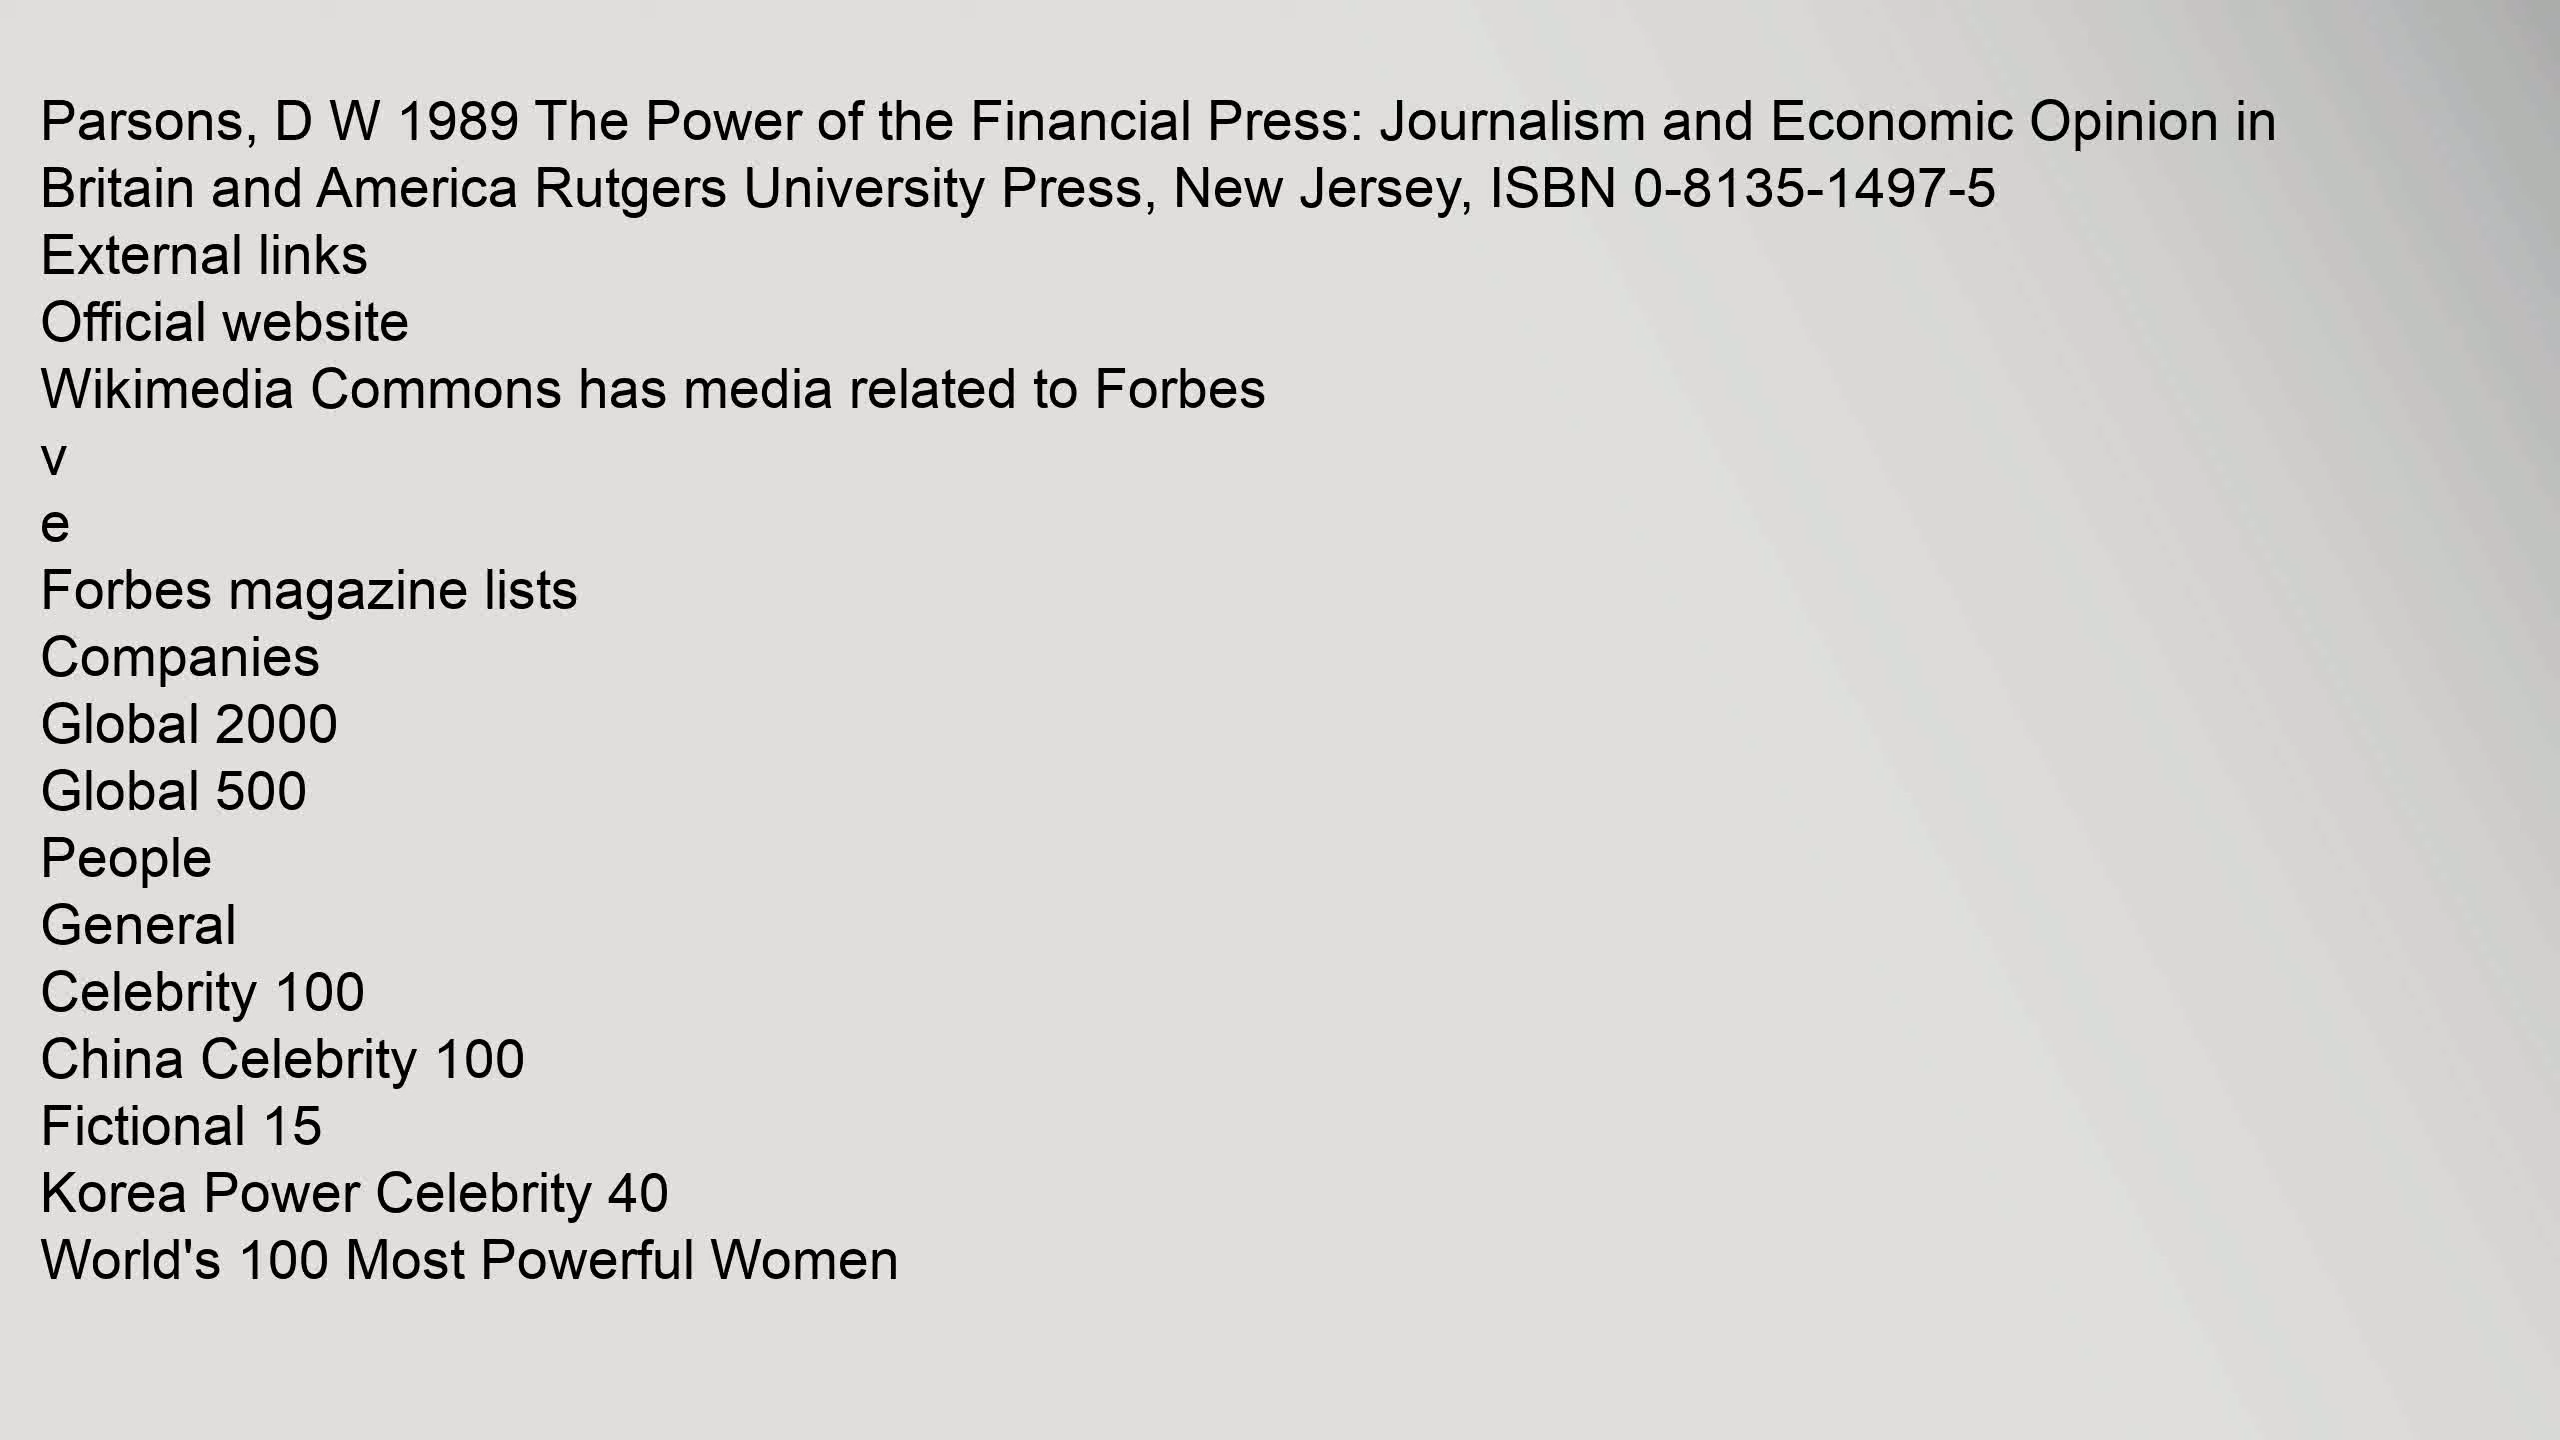 Parsons, D W 1989 The Power of the Financial Press: Journalism and Economic Opinion in
Britain and America Rutgers University Press, New Jersey, ISBN 0-8135-1497-5
External links
Official website
Wikimedia Commons has media related to Forbes
v
e
Forbes magazine lists
Companies
Global 2000
Global 500
People
General
Celebrity 100
China Celebrity 100
Fictional 15
Korea Power Celebrity 40
World's 100 Most Powerful Women